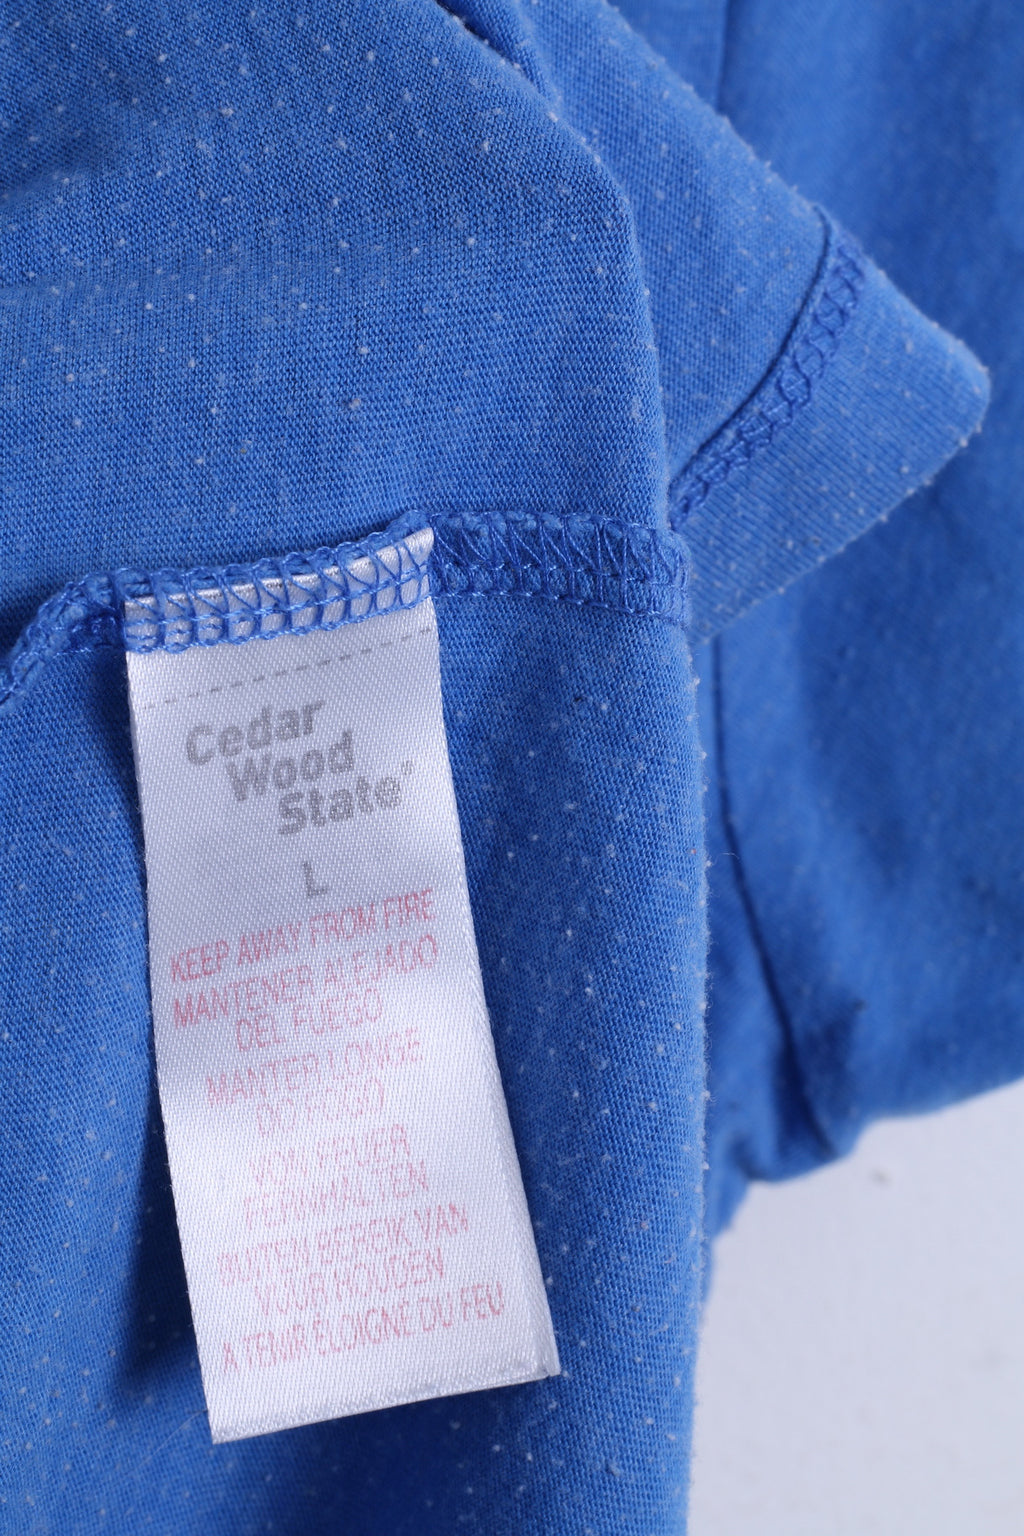 Cedar
Wood
State®
L
KEEP AWAY FROM FIRE
MANTENER ALEJADO
DEL FUEGO
MANTER LONGE
DO FOGO
VON FEUER
FERNHALTEN
BUITEN BEREIK VAN
VUUR HOUDEN
A TENIR ÉLOIGNÉ DU FEU